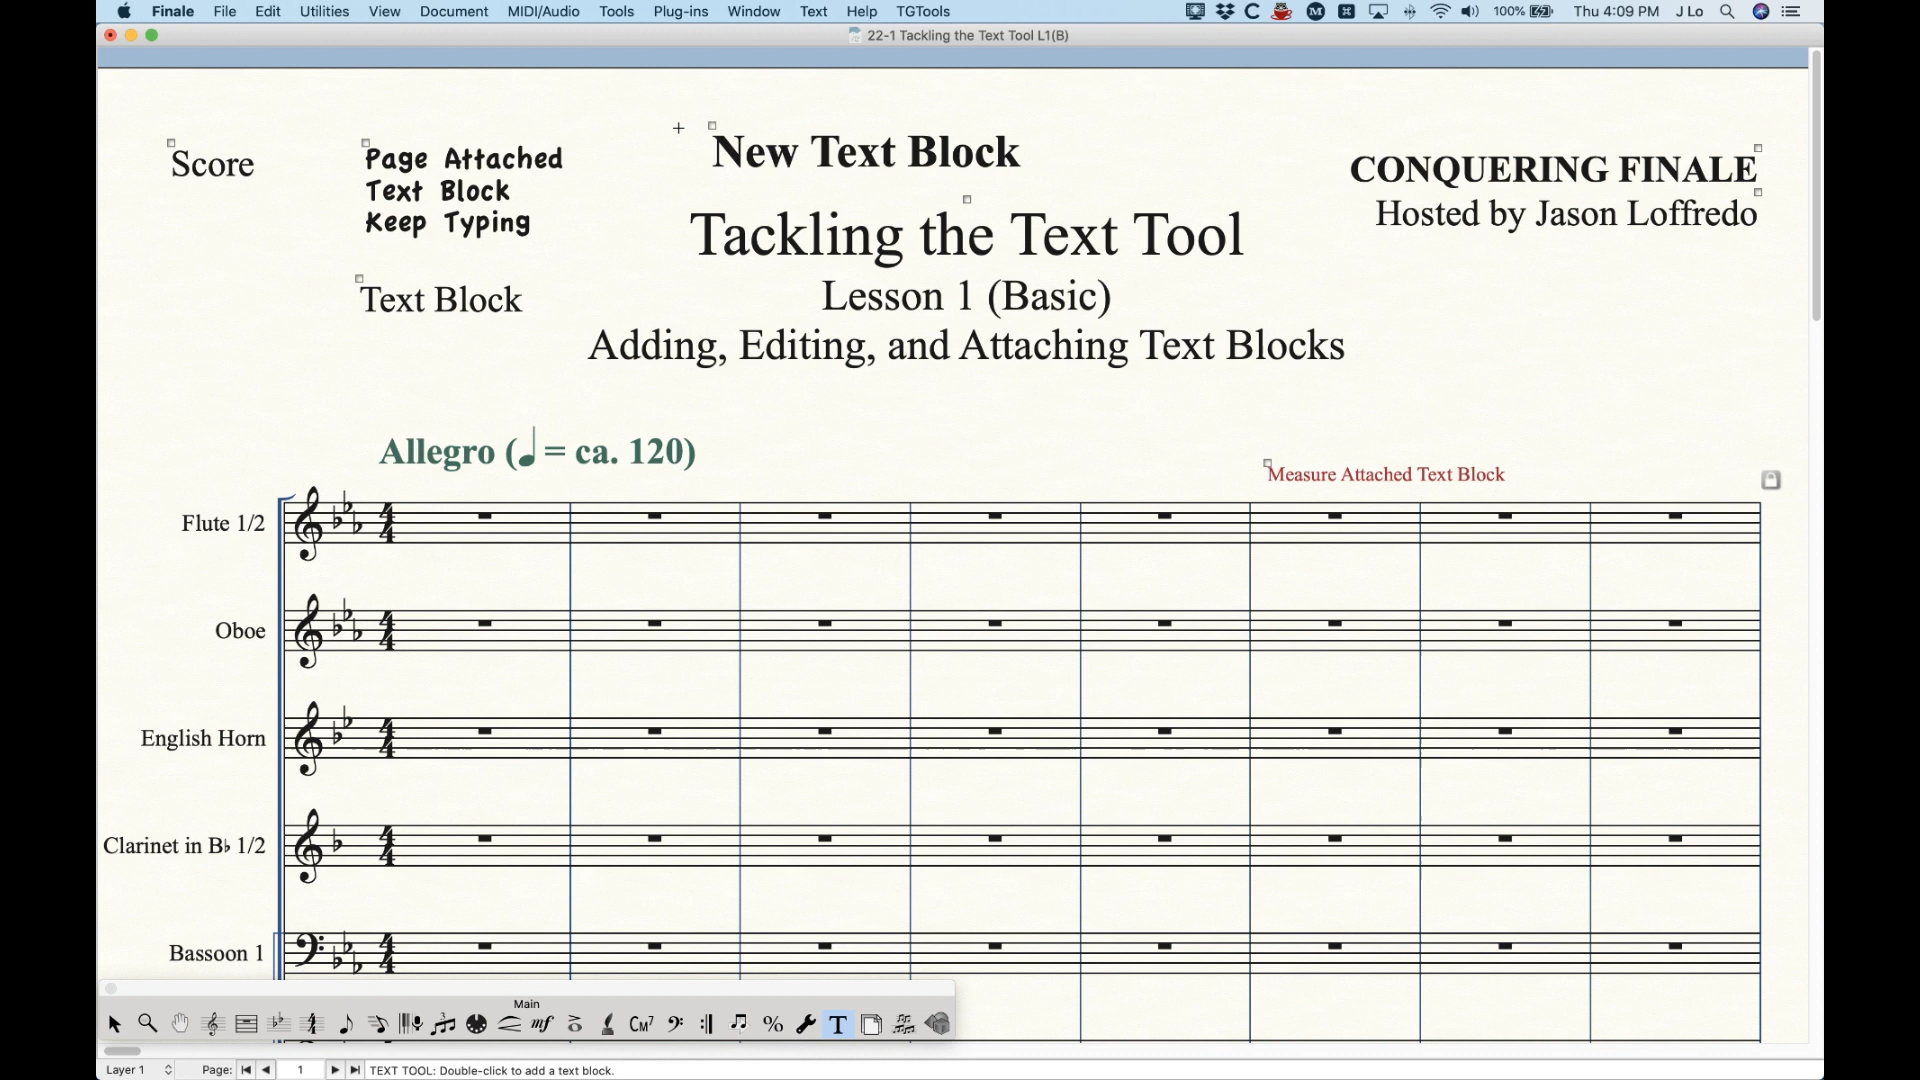 Finale File Edit Utilities View Document MIDI/Audio Tools Plug-ins Window Text Help TGTools 100% Thu 4:09 PM J Lo
22-1 Tackling the Text Tool L1(B)
Score
Page Attached
Text Block
Keep Typing
New Text Block
CONQUERING FINALE
Hosted by Jason Loffredo
Tackling the Text Tool
Text Block
Lesson 1 (Basic)
Adding, Editing, and Attaching Text Blocks
Allegro (♩ = ca. 120)
Measure Attached Text Block
Flute 1/2
Oboe
English Horn
Clarinet in B♭ 1/2
Bassoon 1
Main
mf CM7 % T
Layer 1 Page: 1 TEXT TOOL: Double-click to add a text block.